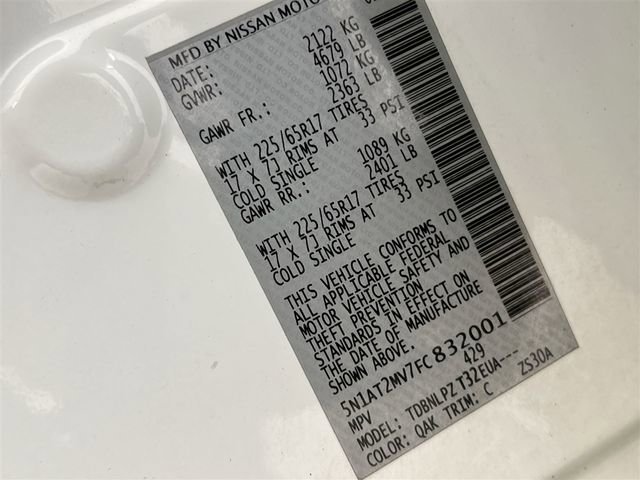 MFD BY NISSAN MOTOR
DATE:
GVWR: 2122 KG
4679 LB
GAWR FR.: 1072 KG
2363 LB
WITH 225/65R17 TIRES
17 X 7J RIMS AT 33 PSI
COLD SINGLE
GAWR RR.: 1089 KG
2401 LB
WITH 225/65R17 TIRES
17 X 7J RIMS AT 33 PSI
COLD SINGLE
THIS VEHICLE CONFORMS TO
ALL APPLICABLE FEDERAL
MOTOR VEHICLE SAFETY AND
THEFT PREVENTION
STANDARDS IN EFFECT ON
THE DATE OF MANUFACTURE
SHOWN ABOVE.
5N1AT2MV7FC832001
MPV 429
MODEL: TDBNLPZ T32EUA---
COLOR: QAK TRIM: C ZS30A